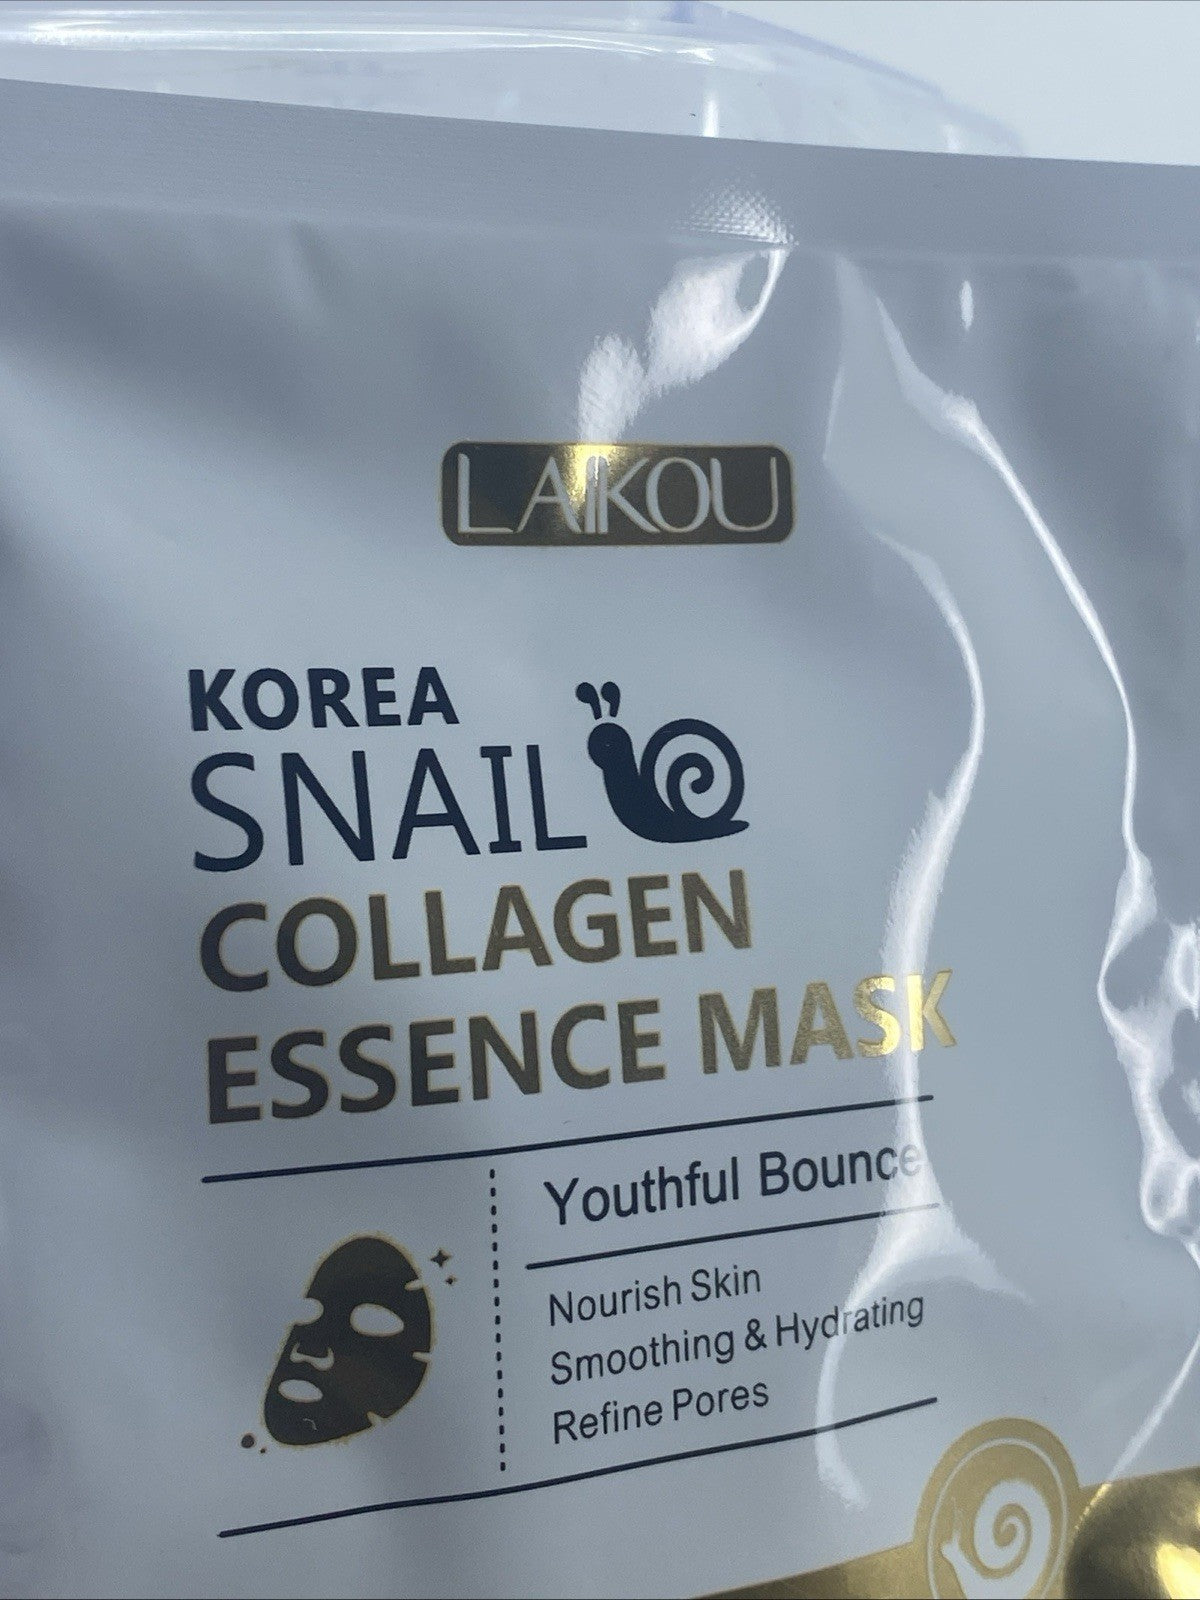 LAIKOU
KOREA
SNAIL
COLLAGEN
ESSENCE MASK
Youthful Bounce
Nourish Skin
Smoothing & Hydrating
Refine Pores